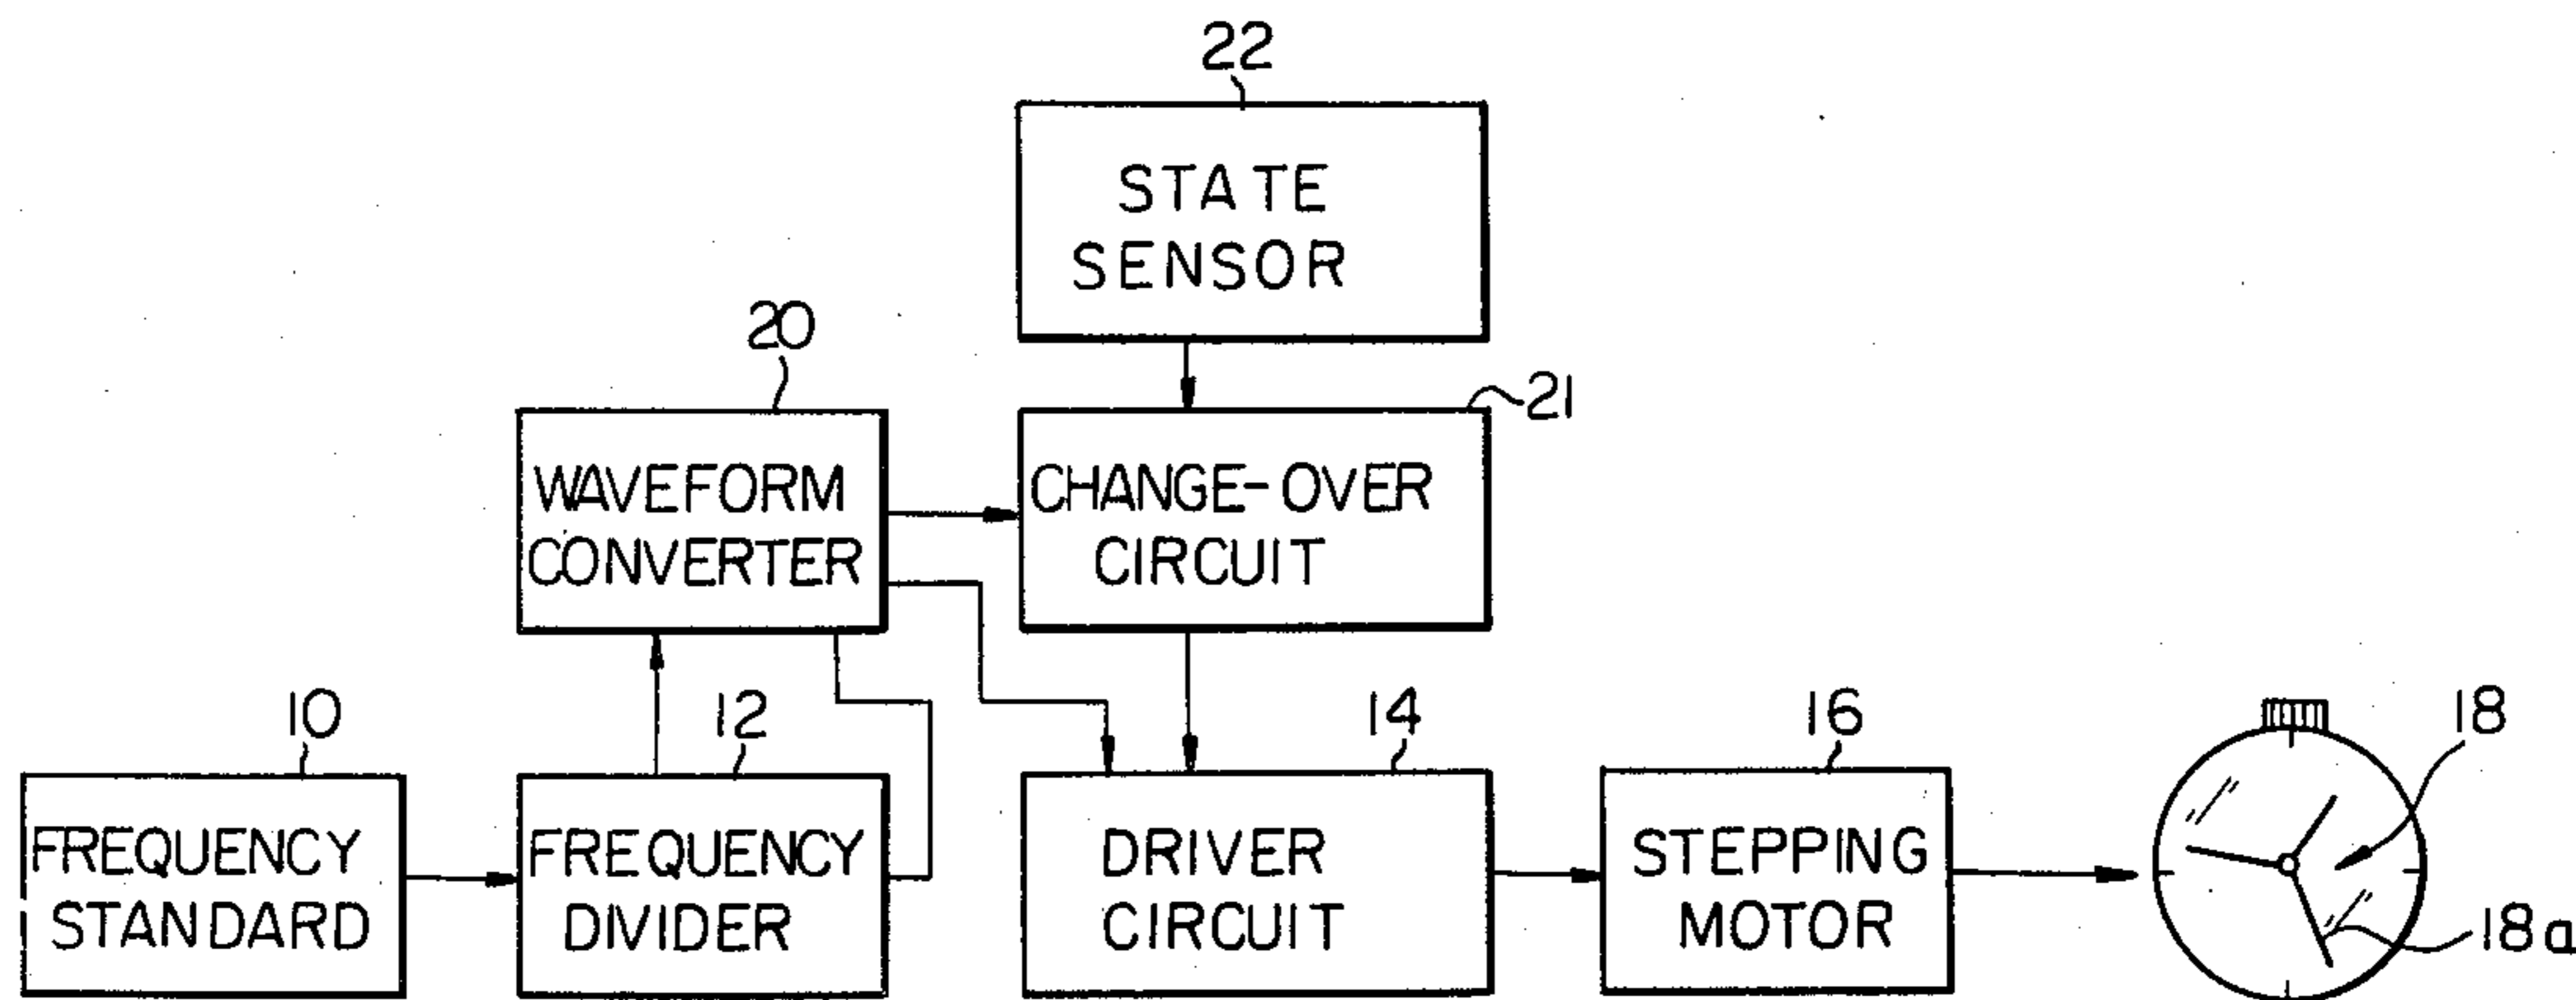 22
STATE
SENSOR
20
21
WAVEFORM
CONVERTER
CHANGE-OVER
CIRCUIT
10
12
14
16
18
FREQUENCY
STANDARD
FREQUENCY
DIVIDER
DRIVER
CIRCUIT
STEPPING
MOTOR
18a